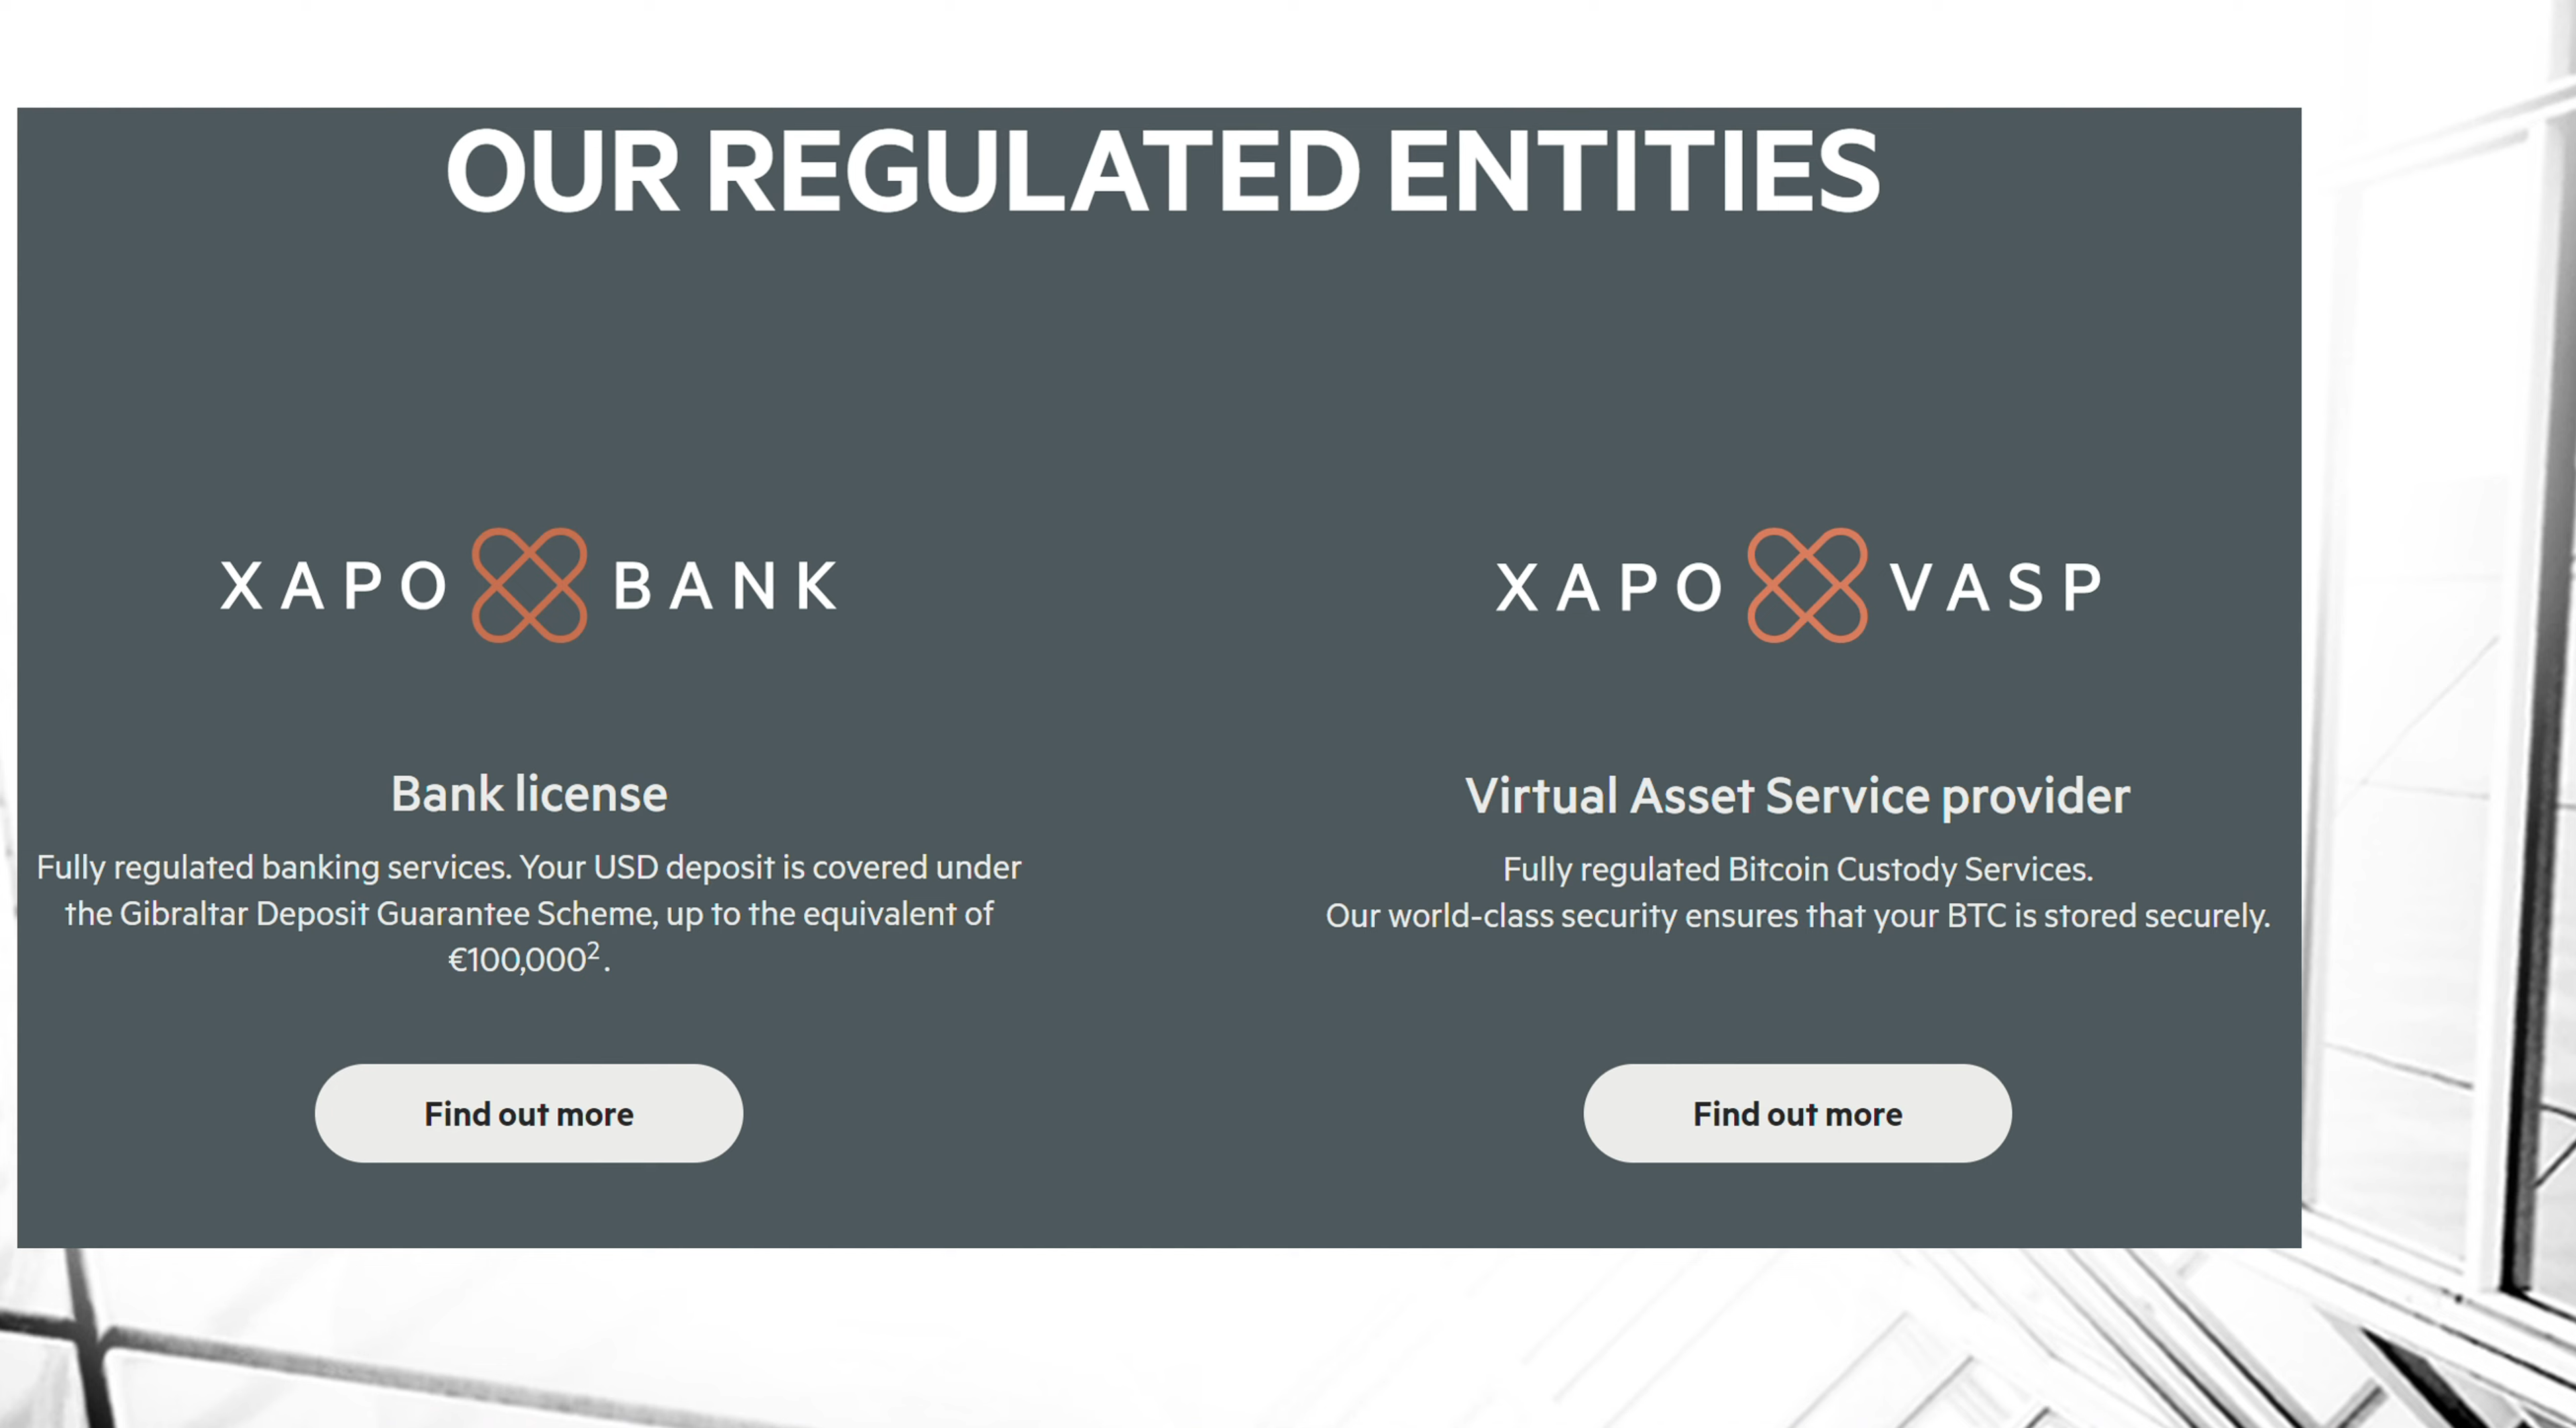 OUR REGULATED ENTITIES
XAPO BANK
Bank license
Fully regulated banking services. Your USD deposit is covered under
the Gibraltar Deposit Guarantee Scheme, up to the equivalent of
€100,000².
Find out more
XAPO VASP
Virtual Asset Service provider
Fully regulated Bitcoin Custody Services.
Our world-class security ensures that your BTC is stored securely.
Find out more